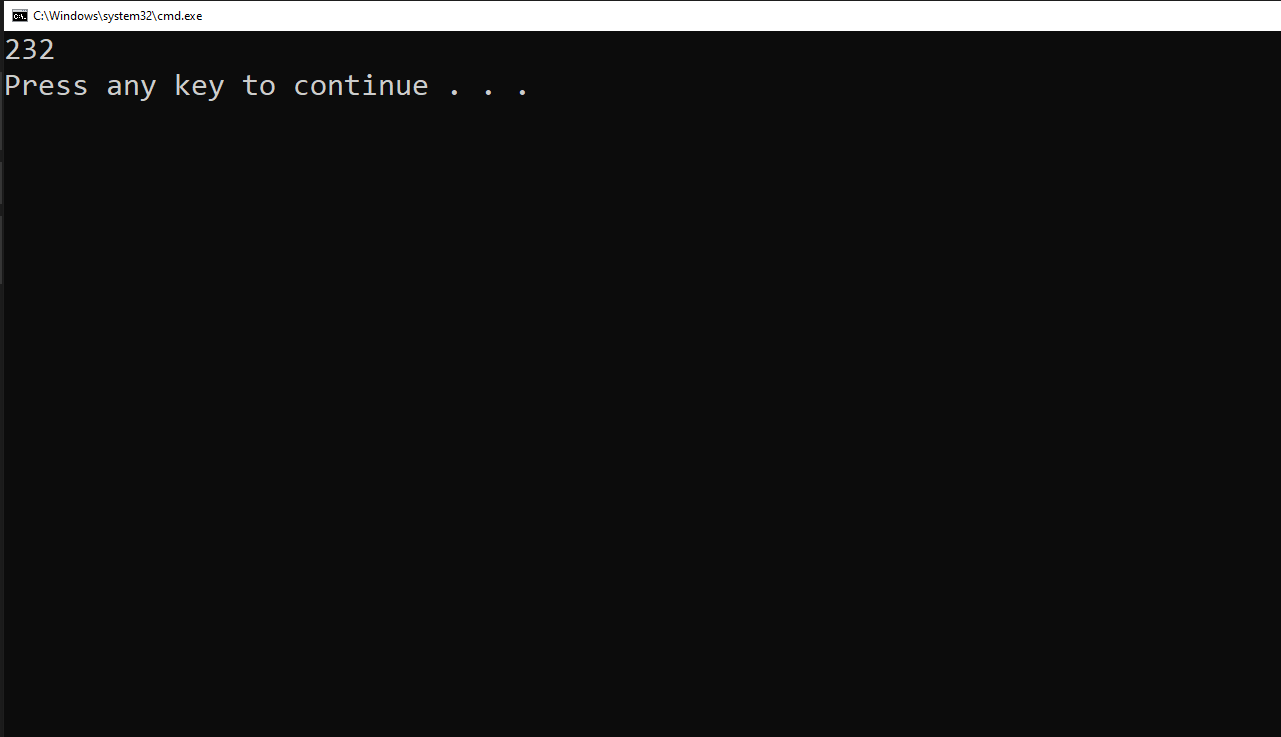 C:\Windows\system32\cmd.exe
232
Press any key to continue . . .